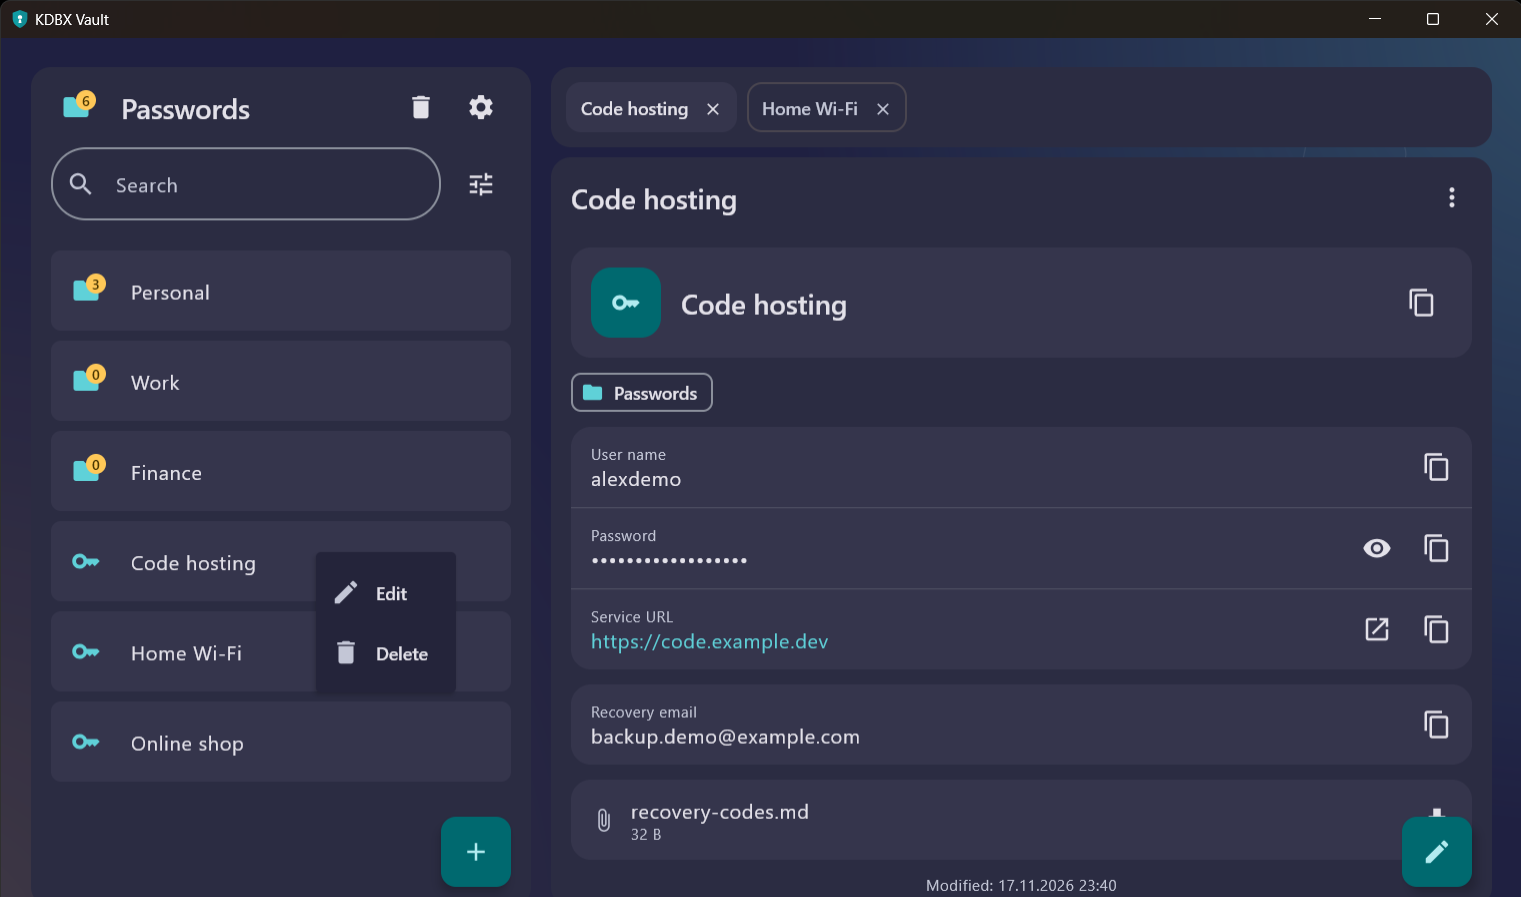 KDBX Vault
6
Passwords
Search
3
Personal
0
Work
0
Finance
Code hosting
Home Wi-Fi
Online shop
Edit
Delete
Code hosting
Home Wi-Fi
Code hosting
Code hosting
Passwords
User name
alexdemo
Password
•••••••••••••••••
Service URL
https://code.example.dev
Recovery email
backup.demo@example.com
recovery-codes.md
32 B
Modified: 17.11.2026 23:40